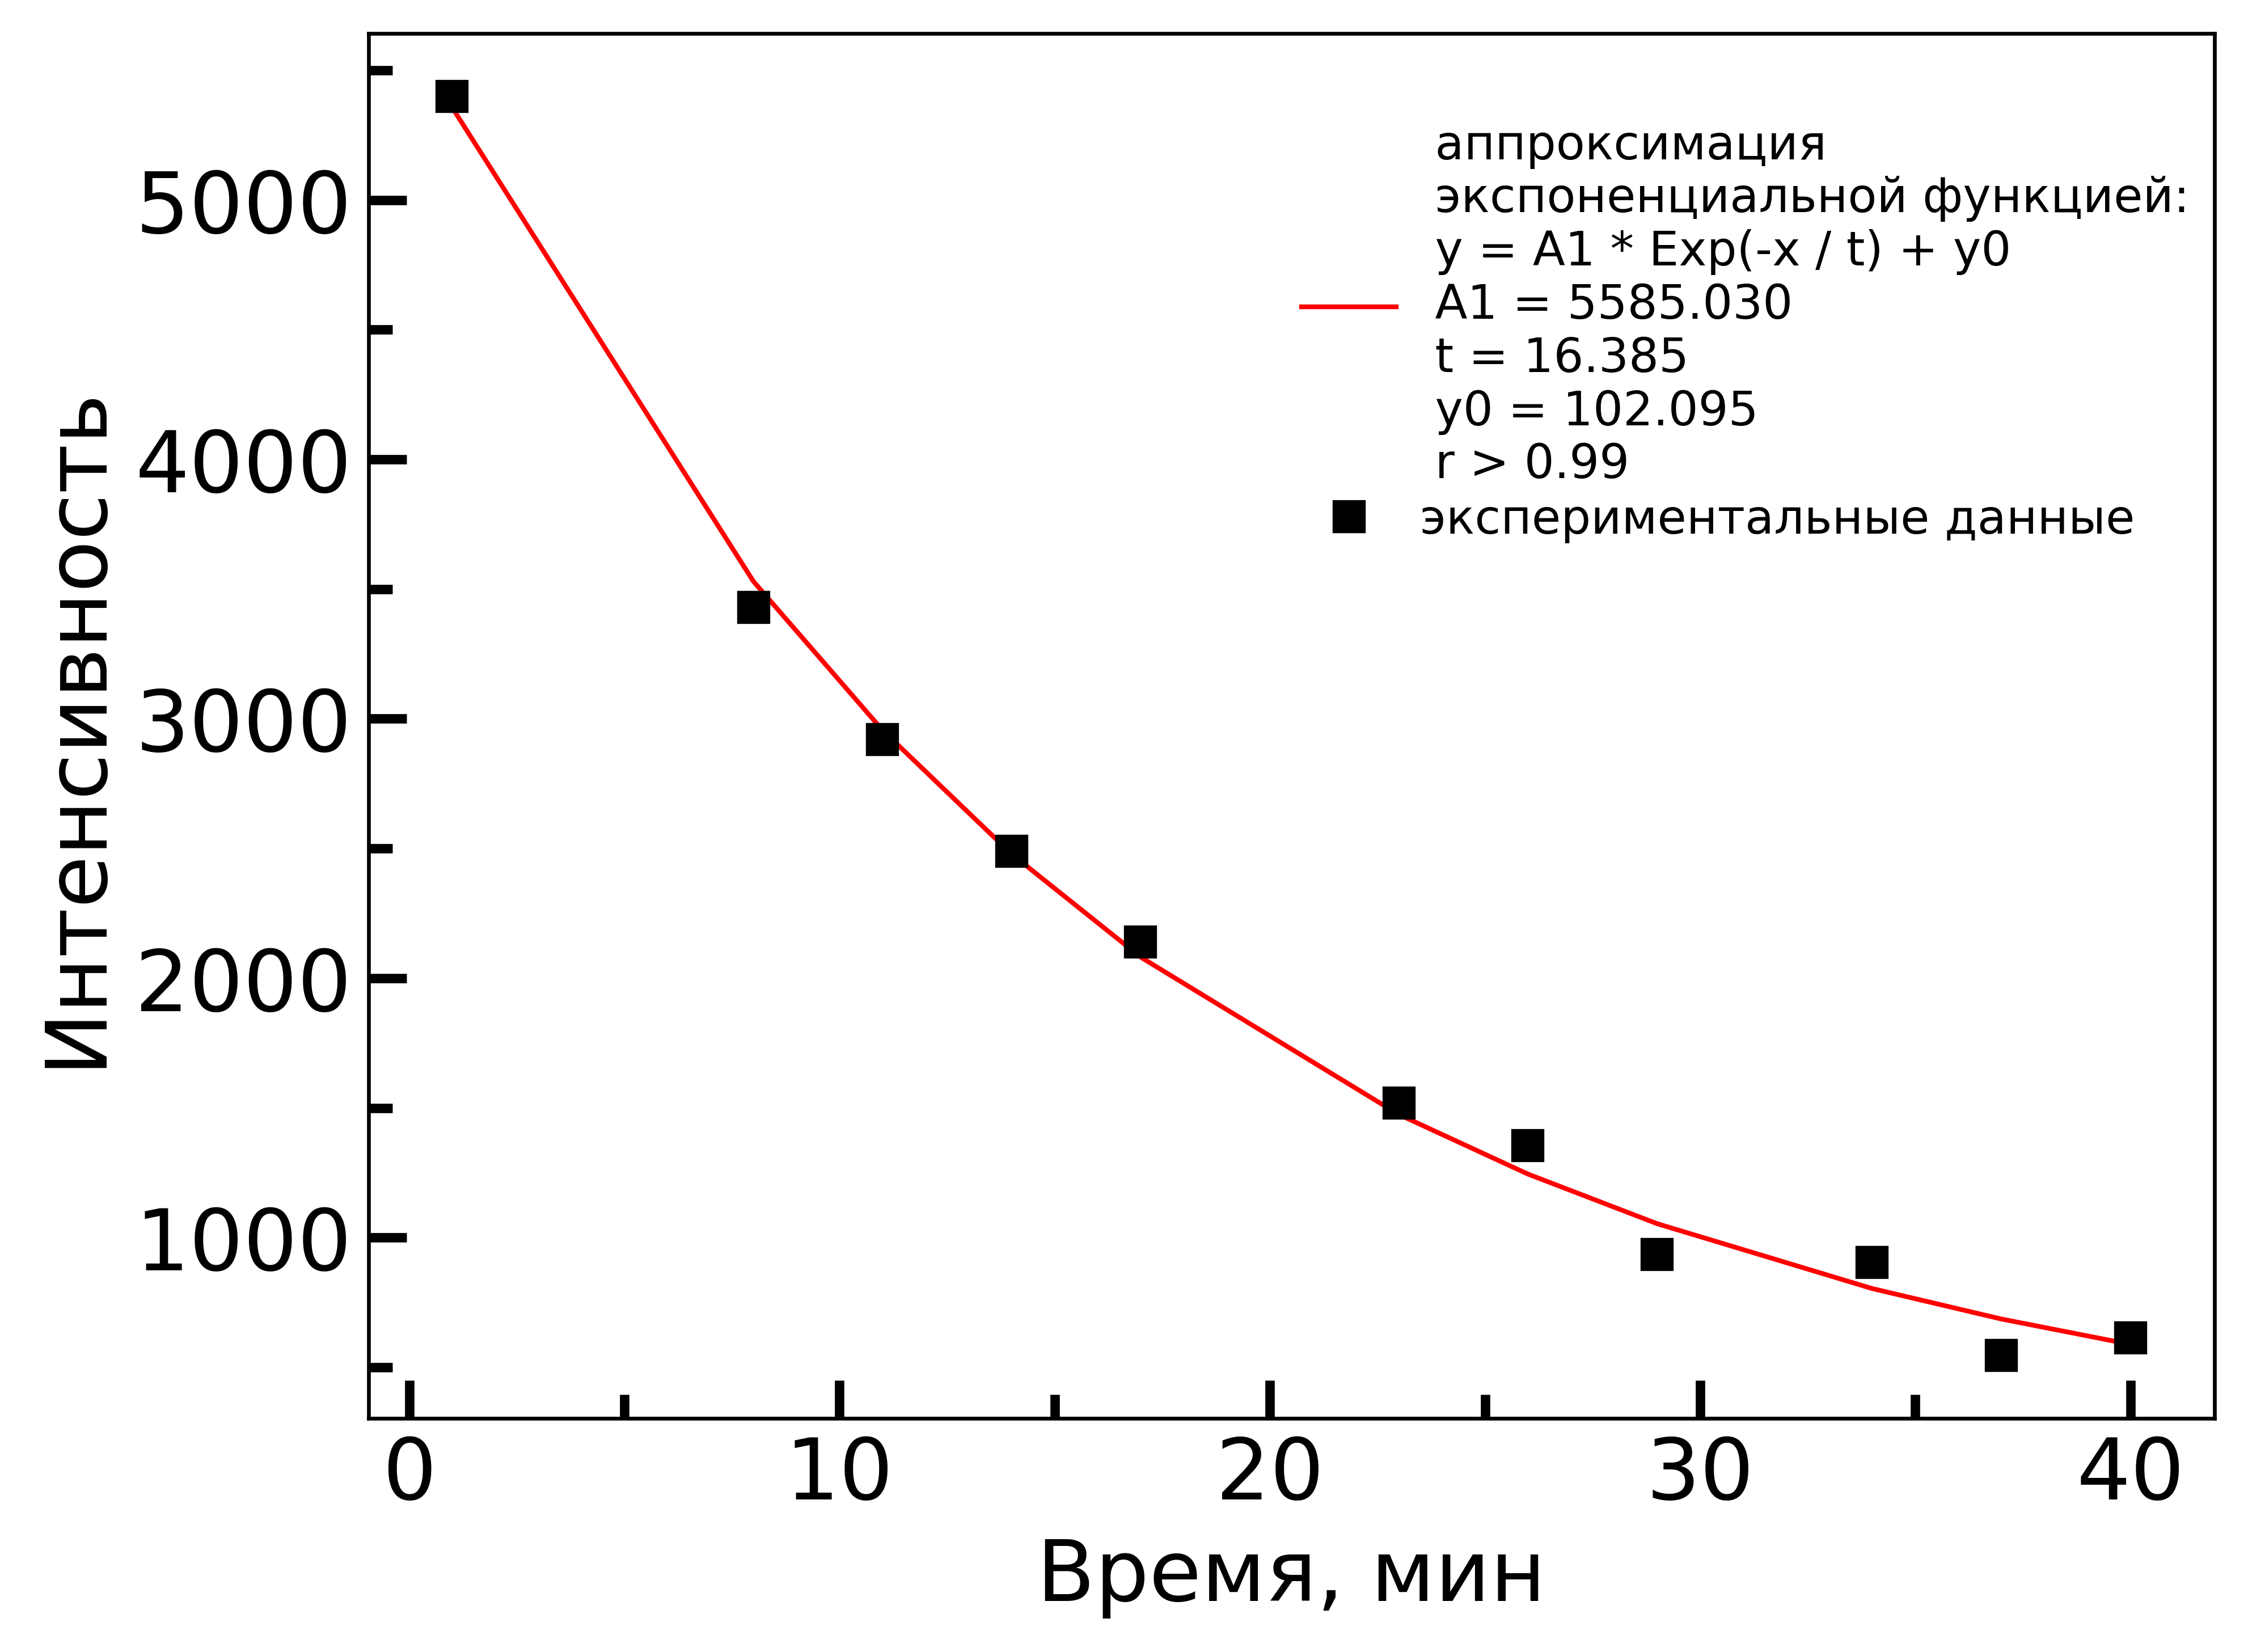 5000
4000
3000
2000
1000
Интенсивность
аппроксимация
экспоненциальной функцией:
y = A1 * Exp(-x / t) + y0
A1 = 5585.030
t = 16.385
y0 = 102.095
r > 0.99
экспериментальные данные
0 10 20 30 40
Время, мин